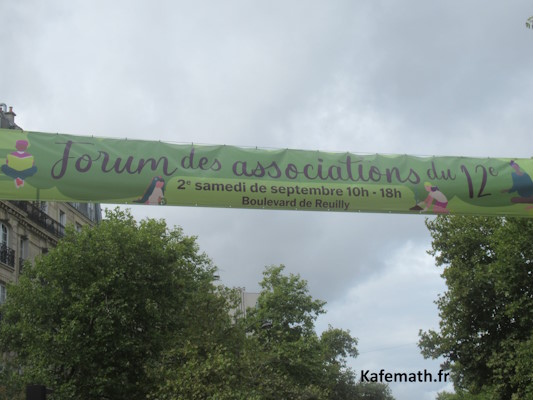 Forum des associations du 12e
2e samedi de septembre 10h - 18h
Boulevard de Reuilly
Kafemath.fr